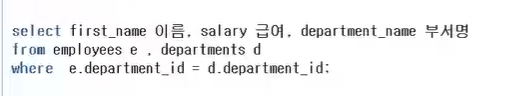 select first_name 이름, salary 급여, department_name 부서명
from employees e , departments d
where  e.department_id = d.department_id;